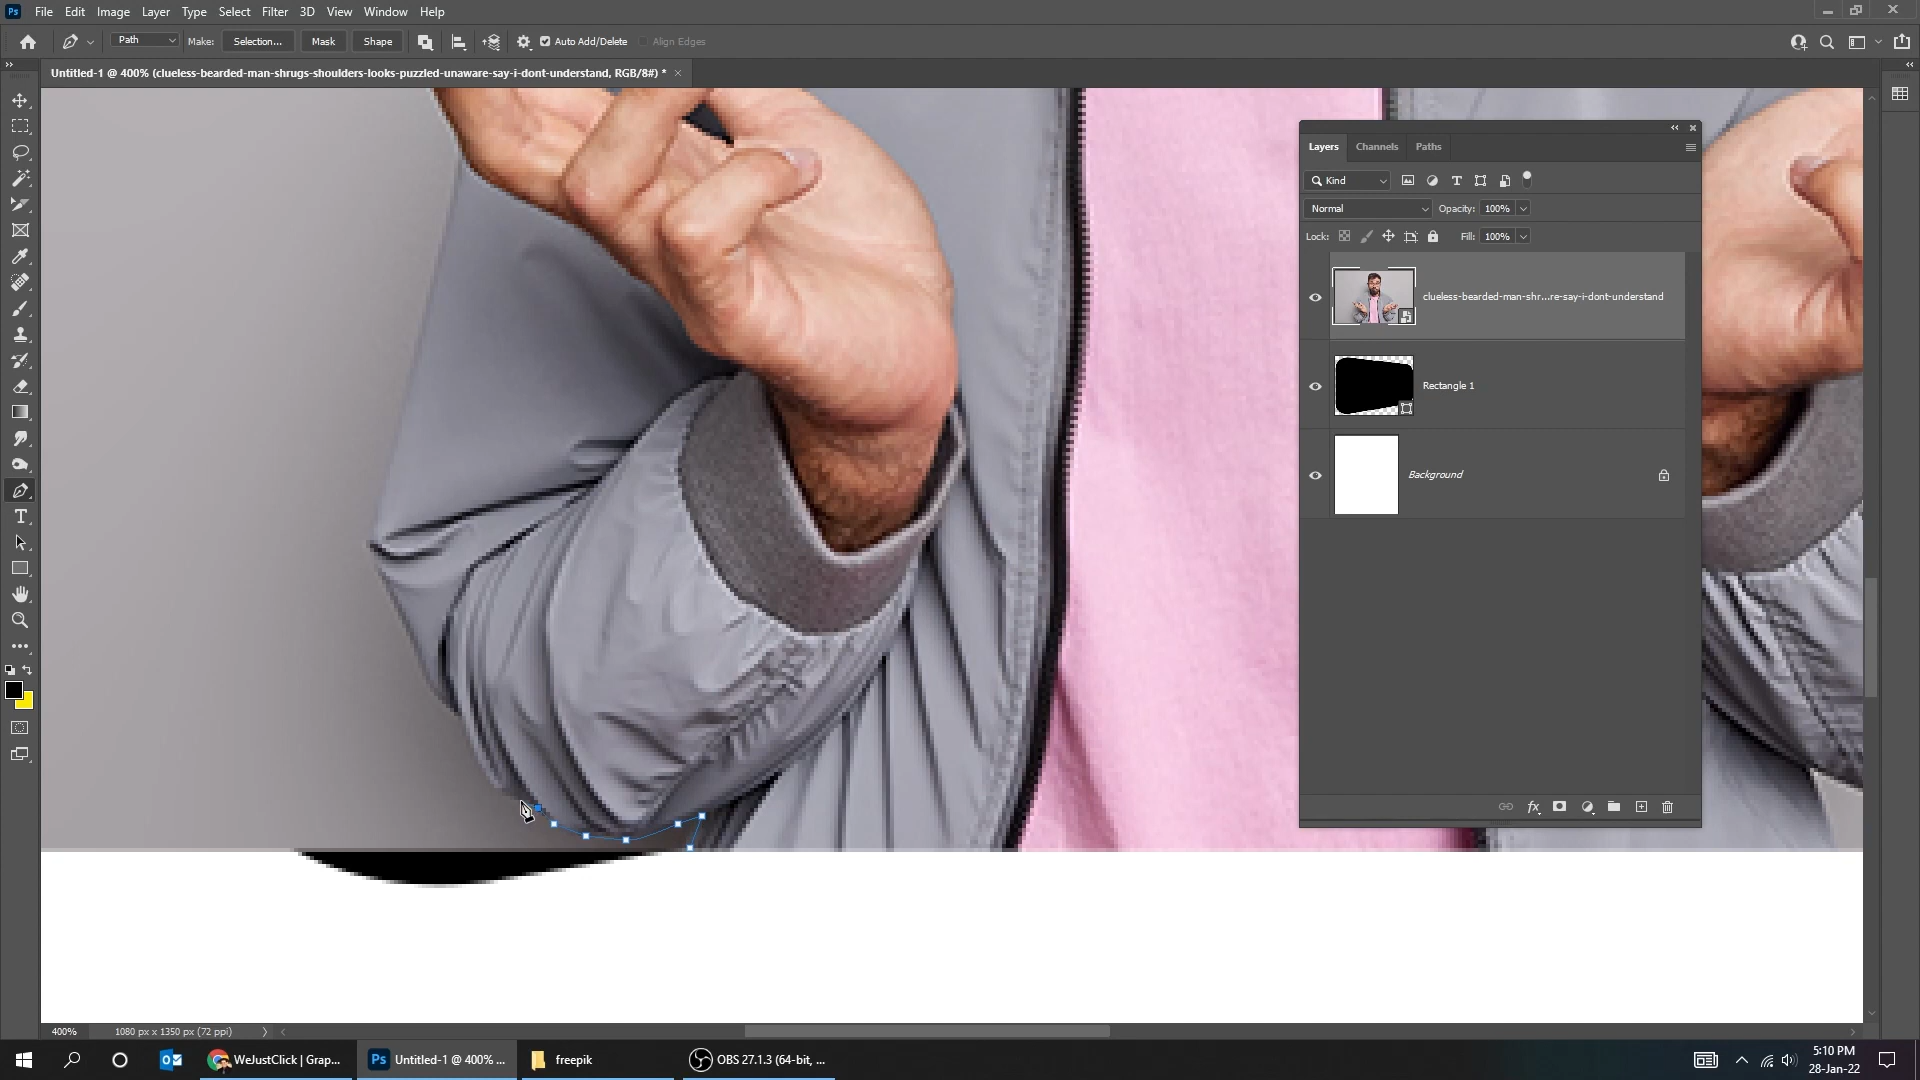 Ps File Edit Image Layer Type Select Filter 3D View Window Help
Path Make: Selection... Mask Shape Auto Add/Delete Align Edges
Untitled-1 @ 400% (clueless-bearded-man-shrugs-shoulders-looks-puzzled-unaware-say-i-dont-understand, RGB/8#) * ×
Layers Channels Paths
Kind
Normal Opacity: 100%
Lock: Fill: 100%
clueless-bearded-man-shr...re-say-i-dont-understand
Rectangle 1
Background
fx
400% 1080 px x 1350 px (72 ppi)
WeJustClick | Grap... Ps Untitled-1 @ 400% ... freepik OBS 27.1.3 (64-bit, ...
5:10 PM
28-Jan-22